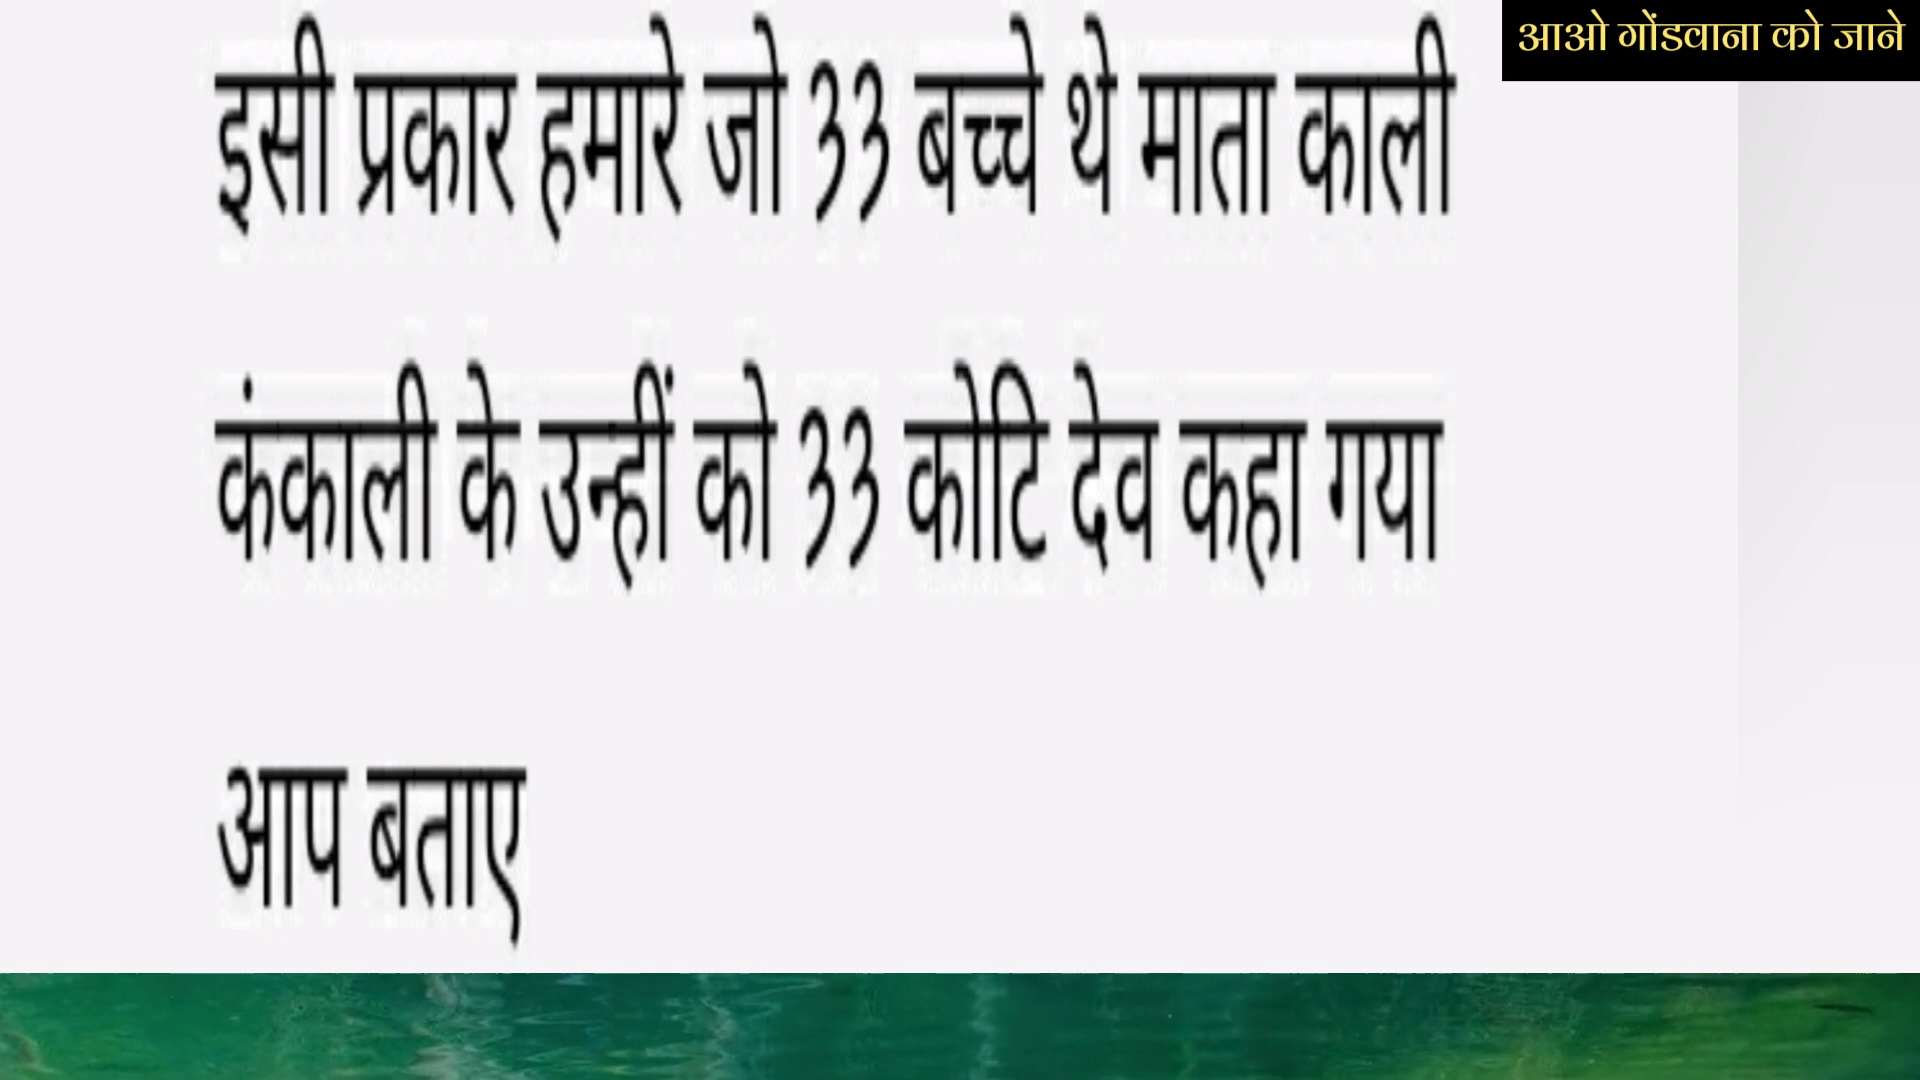 आओ गोंडवाना को जाने
इसी प्रकार हमारे जो 33 बच्चे थे माता काली
कंकाली के उन्हीं को 33 कोटि देव कहा गया
आप बताए